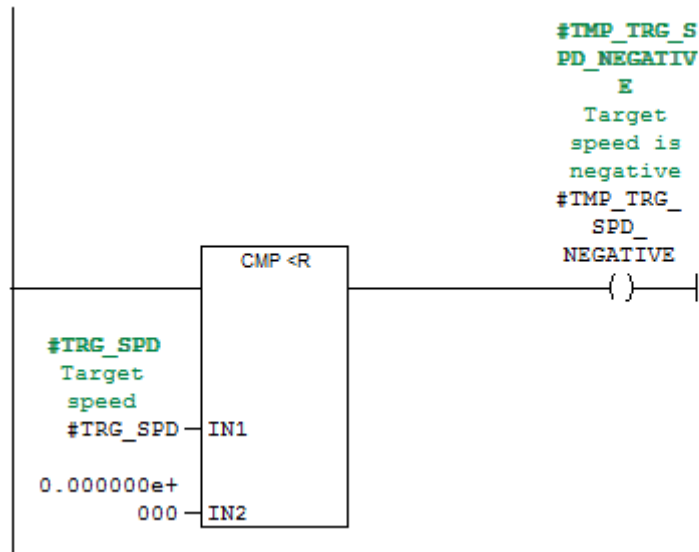 #TMP_TRG_S
PD_NEGATIV
E
Target
speed is
negative
#TMP_TRG_
SPD_
NEGATIVE
CMP <R
( )
#TRG_SPD
Target
speed
#TRG_SPD IN1
0.000000e+
000 IN2